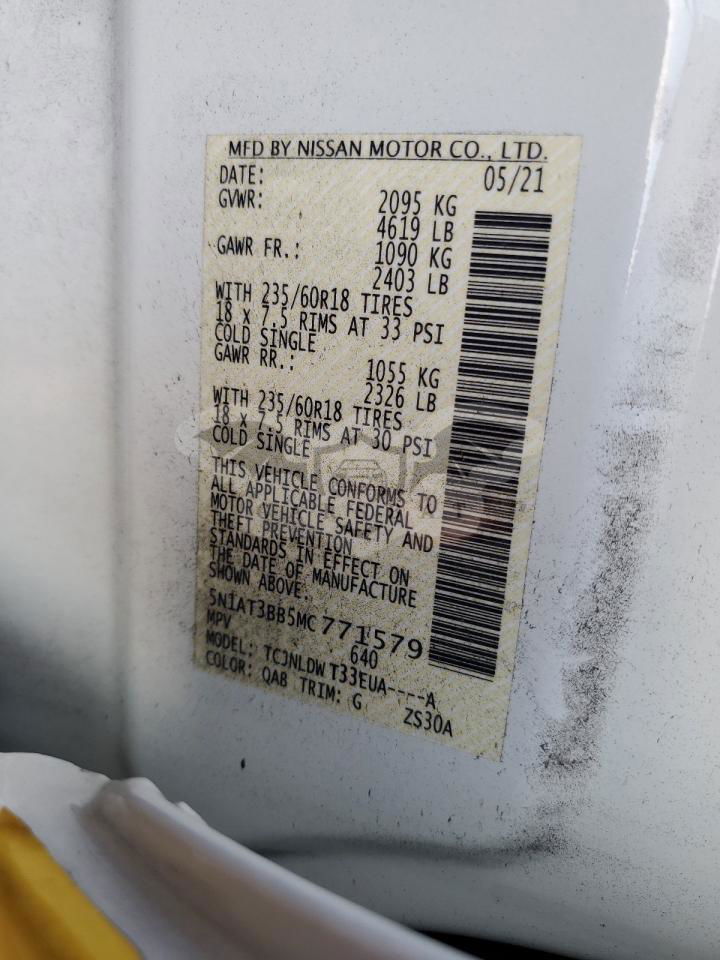 MFD BY NISSAN MOTOR CO., LTD.
DATE: 05/21
GVWR: 2095 KG
4619 LB
GAWR FR.: 1090 KG
2403 LB
WITH 235/60R18 TIRES
18 x 7.5 RIMS AT 33 PSI
COLD SINGLE
GAWR RR.: 1055 KG
2326 LB
WITH 235/60R18 TIRES
18 x 7.5 RIMS AT 30 PSI
COLD SINGLE
THIS VEHICLE CONFORMS TO
ALL APPLICABLE FEDERAL
MOTOR VEHICLE SAFETY AND
THEFT PREVENTION
STANDARDS IN EFFECT ON
THE DATE OF MANUFACTURE
SHOWN ABOVE.
5N1AT3BB5MC 771579
MPV 640
MODEL: TCJNLDW T33EUA----A
COLOR: QAB TRIM: G ZS30A